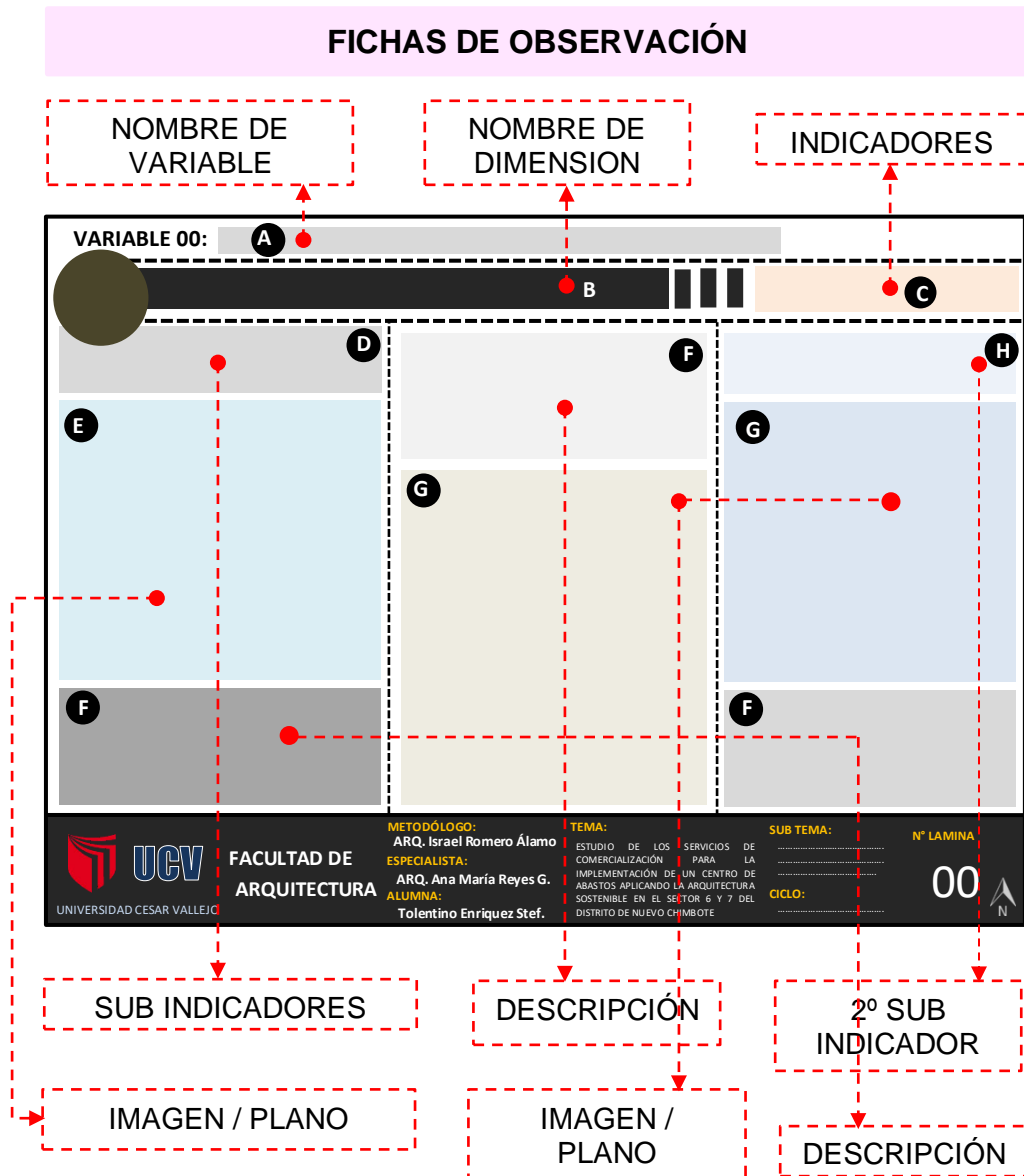 FICHAS DE OBSERVACIÓN
NOMBRE DE
VARIABLE
NOMBRE DE
DIMENSION
INDICADORES
VARIABLE 00:
A
B
C
D
F
H
E
G
G
F
F
UCV
UNIVERSIDAD CESAR VALLEJO
FACULTAD DE
ARQUITECTURA
METODÓLOGO:
ARQ. Israel Romero Álamo
ESPECIALISTA:
ARQ. Ana María Reyes G.
ALUMNA:
Tolentino Enriquez Stef.
TEMA:
ESTUDIO DE LOS SERVICIOS DE
COMERCIALIZACIÓN PARA LA
IMPLEMENTACIÓN DE UN CENTRO DE
ABASTOS APLICANDO LA ARQUITECTURA
SOSTENIBLE EN EL SECTOR 6 Y 7 DEL
DISTRITO DE NUEVO CHIMBOTE
SUB TEMA:
CICLO:
N° LAMINA
00
N
SUB INDICADORES
DESCRIPCIÓN
2º SUB
INDICADOR
IMAGEN / PLANO
IMAGEN /
PLANO
DESCRIPCIÓN